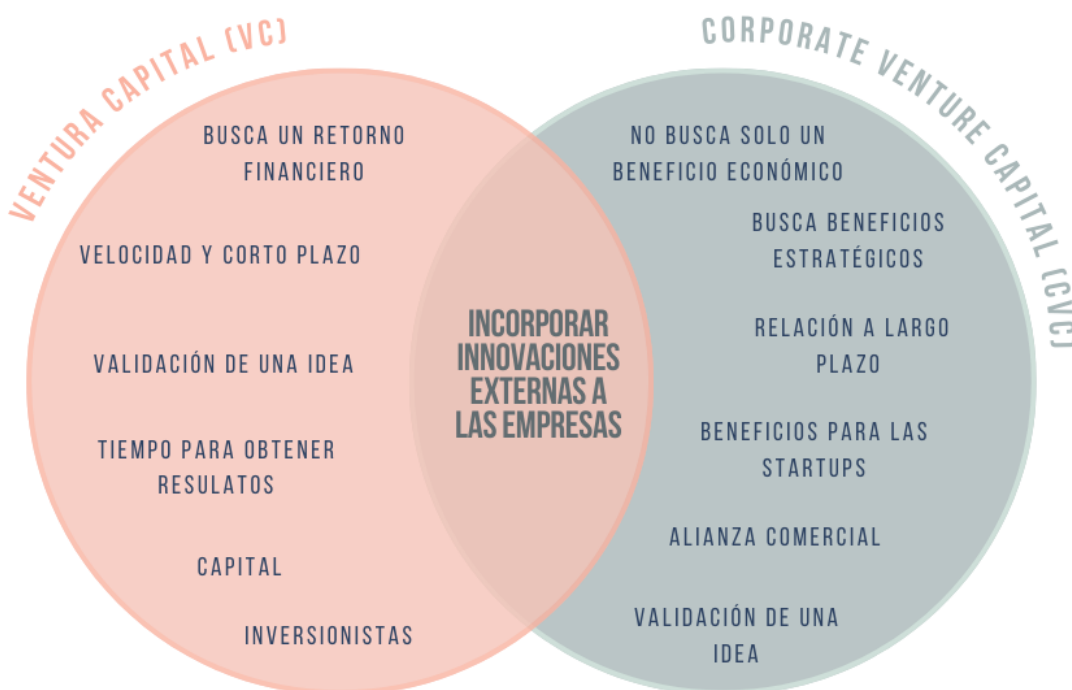 VENTURA CAPITAL (VC)
BUSCA UN RETORNO
FINANCIERO
VELOCIDAD Y CORTO PLAZO
VALIDACIÓN DE UNA IDEA
TIEMPO PARA OBTENER
RESULATOS
CAPITAL
INVERSIONISTAS
INCORPORAR
INNOVACIONES
EXTERNAS A
LAS EMPRESAS
CORPORATE VENTURE CAPITAL (CVC)
NO BUSCA SOLO UN
BENEFICIO ECONÓMICO
BUSCA BENEFICIOS
ESTRATÉGICOS
RELACIÓN A LARGO
PLAZO
BENEFICIOS PARA LAS
STARTUPS
ALIANZA COMERCIAL
VALIDACIÓN DE UNA
IDEA